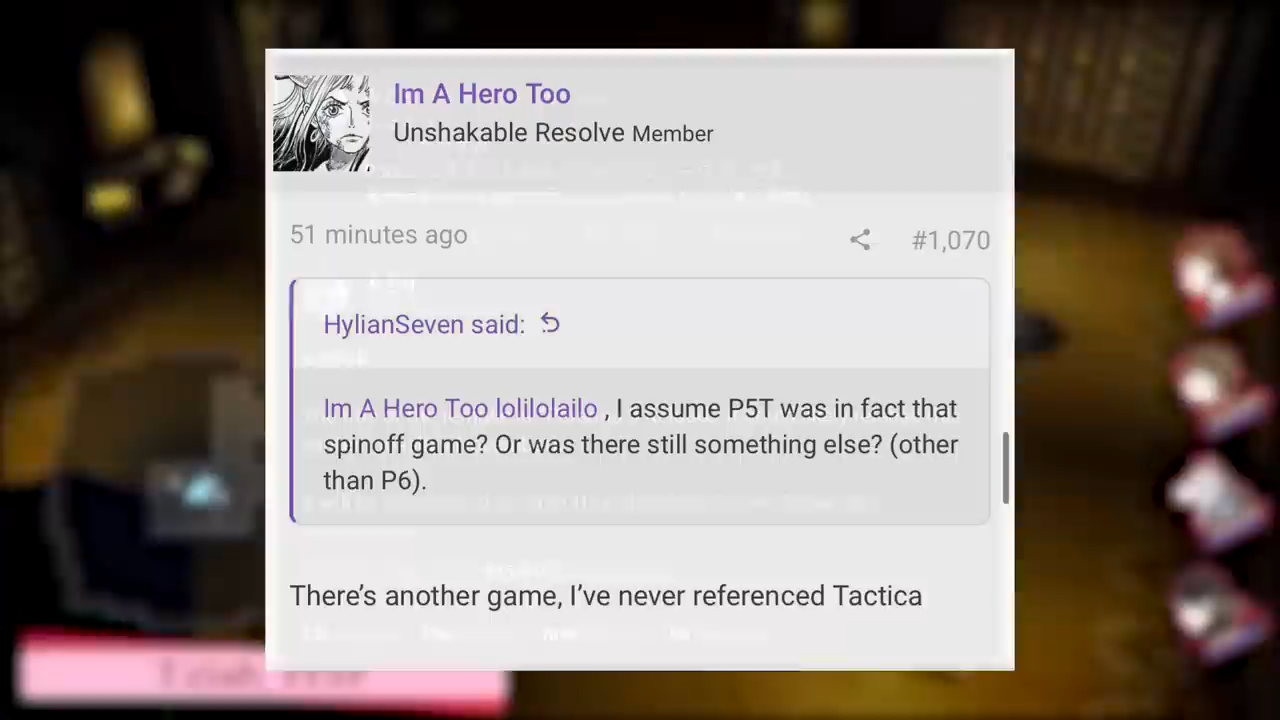 Im A Hero Too
Unshakable Resolve Member
51 minutes ago
#1,070
HylianSeven said:
Im A Hero Too lolilolailo , I assume P5T was in fact that
spinoff game? Or was there still something else? (other
than P6).
There’s another game, I’ve never referenced Tactica